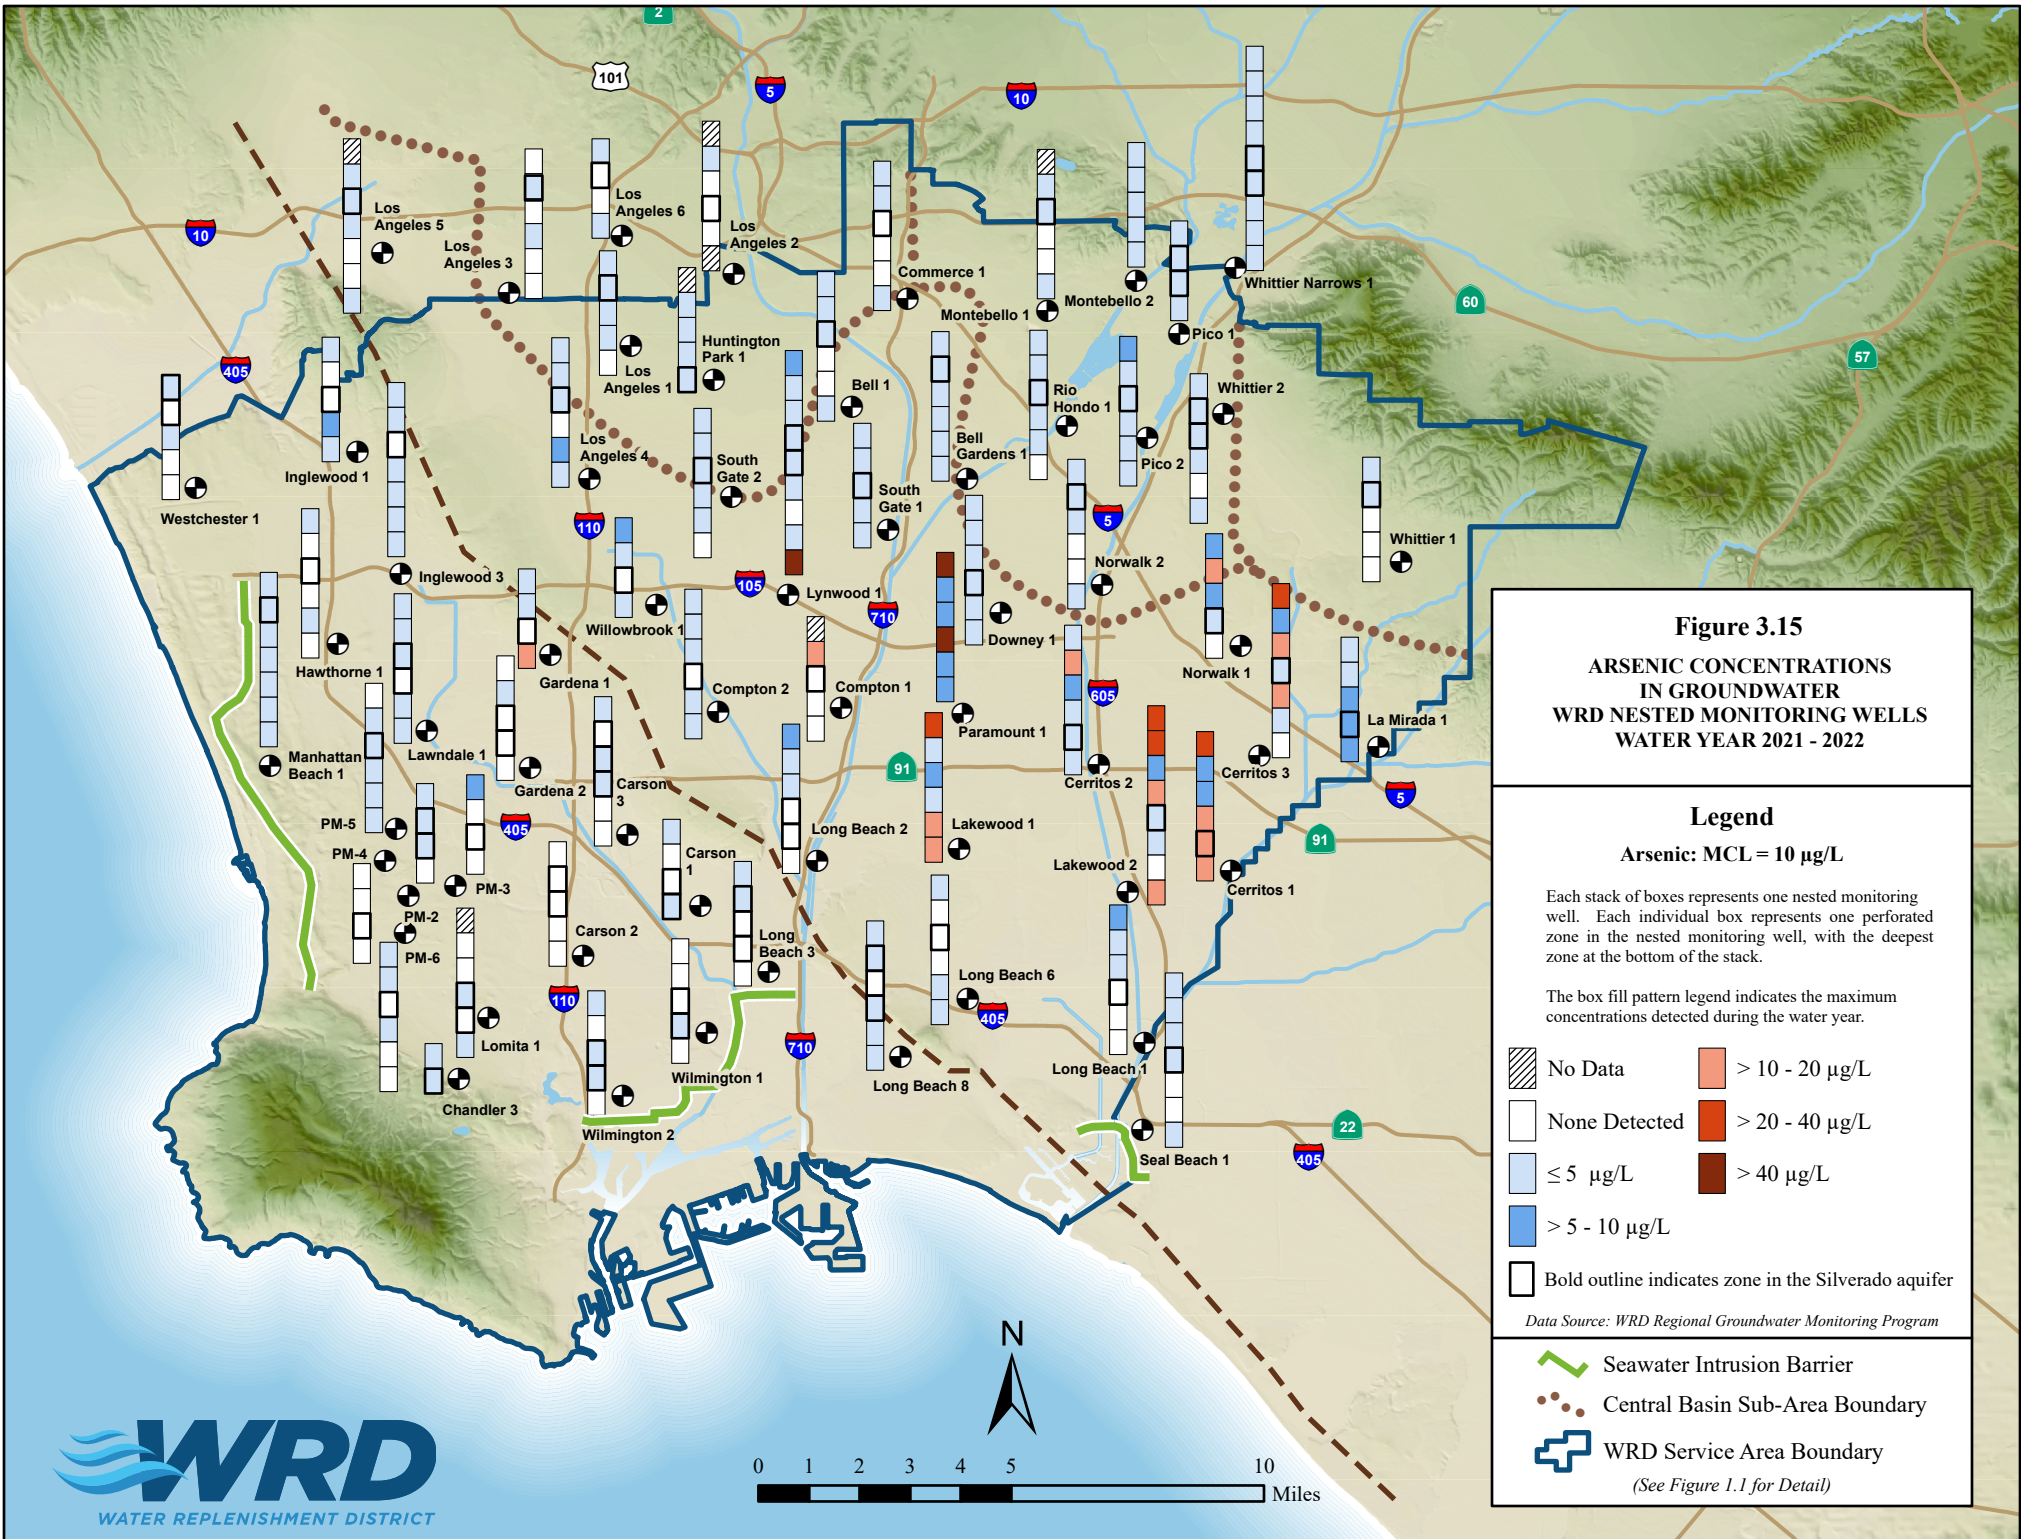 2
101
5
10
10
60
57
405
110
105
5
710
605
91
405
5
91
110
710
405
22
405
Los
Angeles 5
Los
Angeles 3
Los
Angeles 6
Los
Angeles 2
Commerce 1
Montebello 1
Montebello 2
Whittier Narrows 1
Pico 1
Huntington
Park 1
Los
Angeles 1
Bell 1
Rio
Hondo 1
Whittier 2
Inglewood 1
Los
Angeles 4
South
Gate 2
South
Gate 1
Bell
Gardens 1
Pico 2
Westchester 1
Whittier 1
Inglewood 3
Norwalk 2
Lynwood 1
Willowbrook 1
Downey 1
Hawthorne 1
Gardena 1
Compton 2
Compton 1
Norwalk 1
Paramount 1
La Mirada 1
Manhattan
Beach 1
Lawndale 1
Gardena 2
Carson
3
Cerritos 2
Cerritos 3
PM-5
PM-4
Long Beach 2
Lakewood 1
Carson
1
Lakewood 2
Cerritos 1
PM-3
PM-2
PM-6
Carson 2
Long
Beach 3
Long Beach 6
Lomita 1
Wilmington 1
Long Beach 8
Long Beach 1
Chandler 3
Wilmington 2
Seal Beach 1
Figure 3.15
ARSENIC CONCENTRATIONS
IN GROUNDWATER
WRD NESTED MONITORING WELLS
WATER YEAR 2021 - 2022
Legend
Arsenic: MCL = 10 µg/L
Each stack of boxes represents one nested monitoring
well. Each individual box represents one perforated
zone in the nested monitoring well, with the deepest
zone at the bottom of the stack.
The box fill pattern legend indicates the maximum
concentrations detected during the water year.
No Data
> 10 - 20 µg/L
None Detected
> 20 - 40 µg/L
≤ 5 µg/L
> 40 µg/L
> 5 - 10 µg/L
Bold outline indicates zone in the Silverado aquifer
Data Source: WRD Regional Groundwater Monitoring Program
Seawater Intrusion Barrier
Central Basin Sub-Area Boundary
WRD Service Area Boundary
(See Figure 1.1 for Detail)
N
0 1 2 3 4 5 10
Miles
WRD
WATER REPLENISHMENT DISTRICT